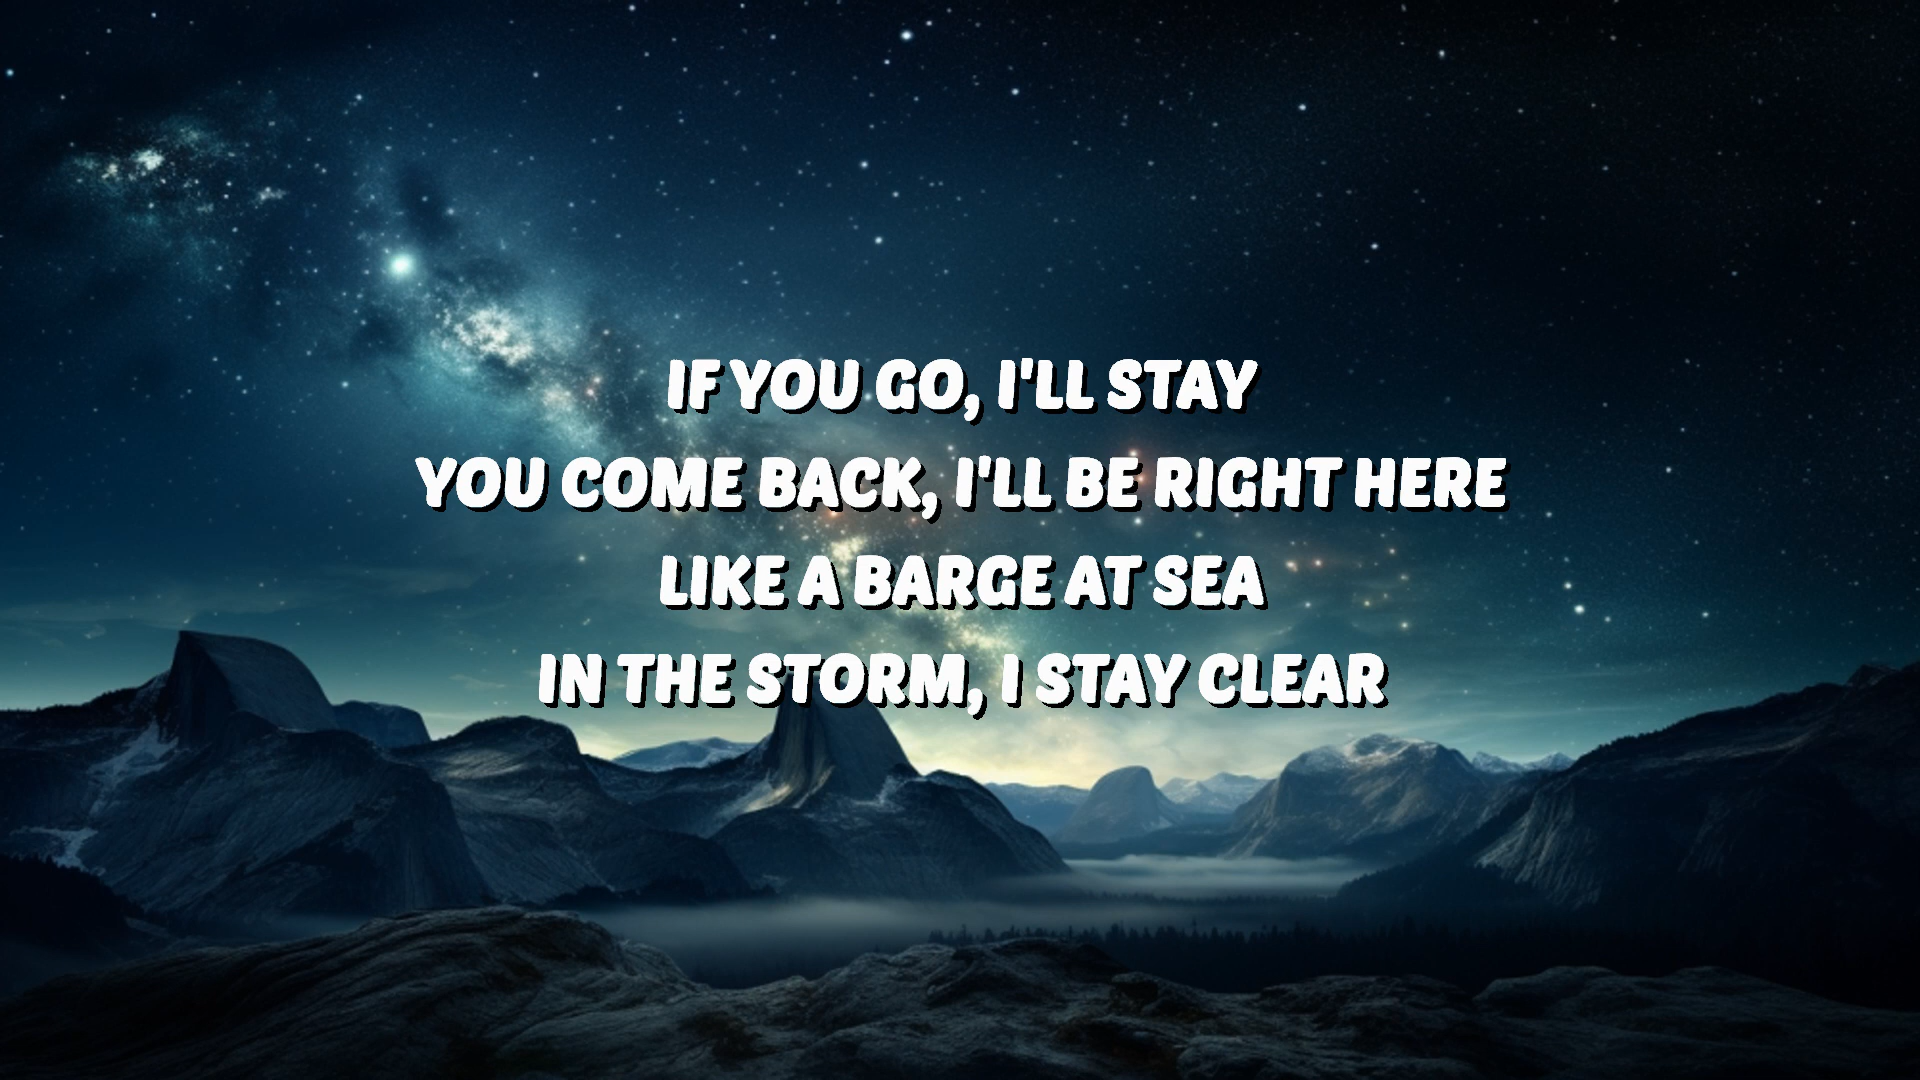 IF YOU GO, I'LL STAY
YOU COME BACK, I'LL BE RIGHT HERE
LIKE A BARGE AT SEA
IN THE STORM, I STAY CLEAR